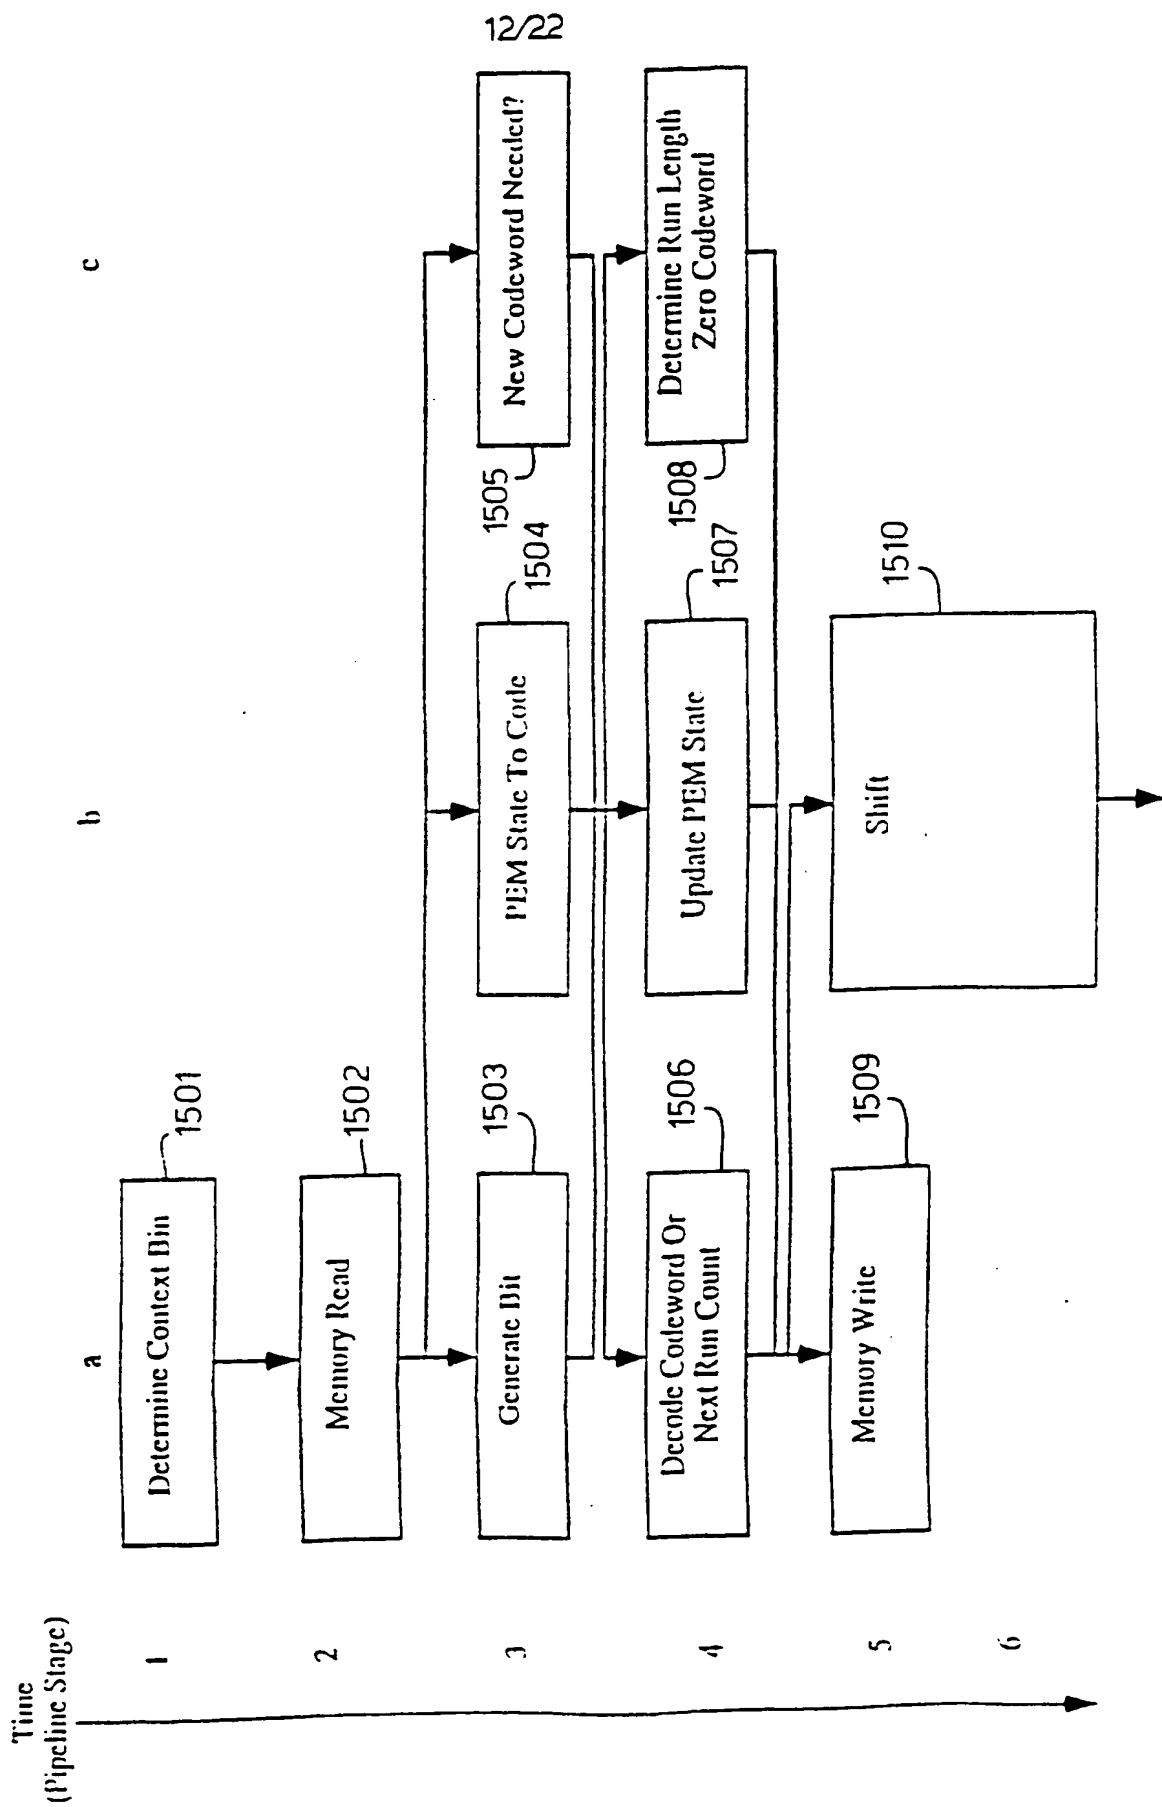 12/22
Time
(Pipeline Stage)
a
b
c
1
Determine Context Bin
1501
2
Memory Read
1502
3
Generate Bit
1503
PEM State To Code
1504
New Codeword Needed?
1505
4
Decode Codeword Or
Next Run Count
1506
Update PEM State
1507
Determine Run Length
Zero Codeword
1508
5
Memory Write
1509
Shift
1510
6